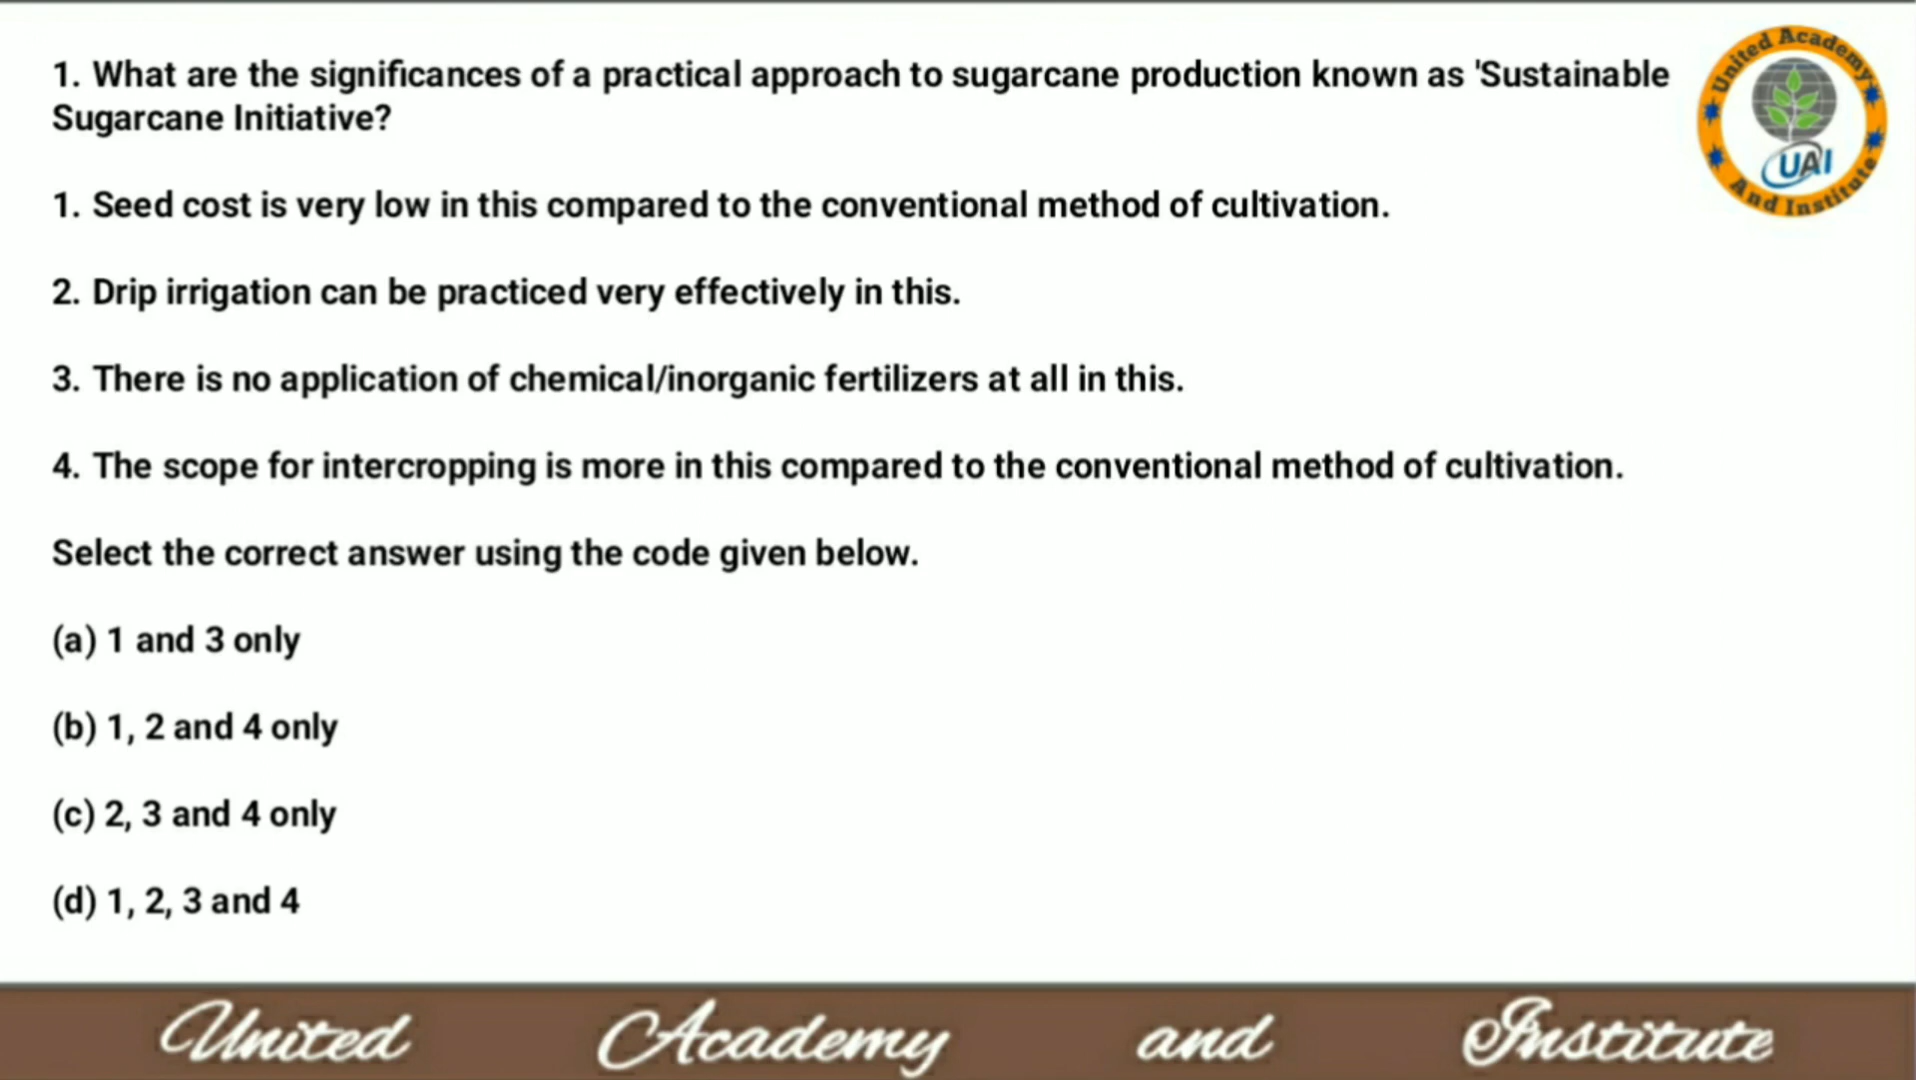 1. What are the significances of a practical approach to sugarcane production known as 'Sustainable
Sugarcane Initiative?
United Academy
And Institute
UAI
1. Seed cost is very low in this compared to the conventional method of cultivation.
2. Drip irrigation can be practiced very effectively in this.
3. There is no application of chemical/inorganic fertilizers at all in this.
4. The scope for intercropping is more in this compared to the conventional method of cultivation.
Select the correct answer using the code given below.
(a) 1 and 3 only
(b) 1, 2 and 4 only
(c) 2, 3 and 4 only
(d) 1, 2, 3 and 4
United Academy and Institute